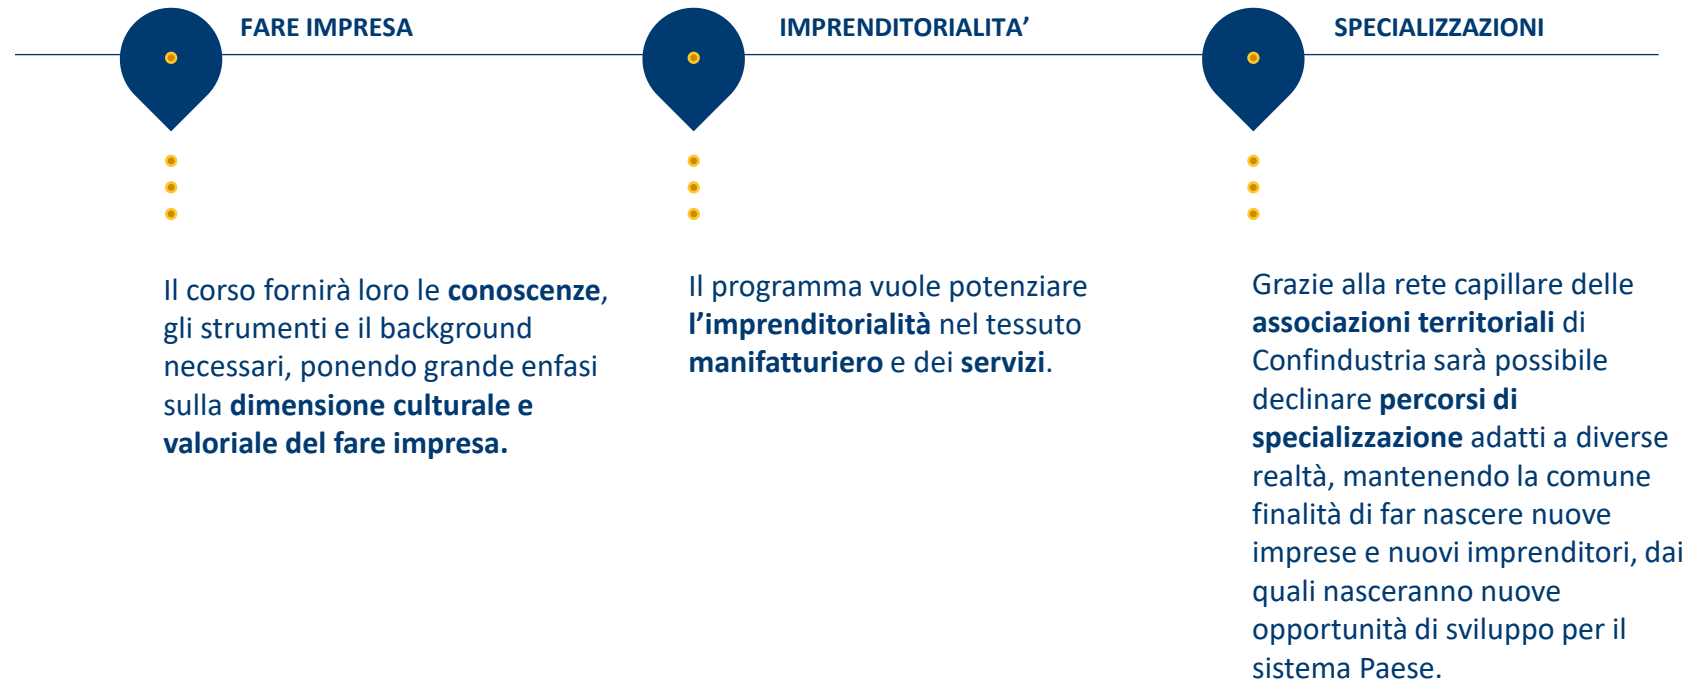 FARE IMPRESA
Il corso fornirà loro le conoscenze,
gli strumenti e il background
necessari, ponendo grande enfasi
sulla dimensione culturale e
valoriale del fare impresa.
IMPRENDITORIALITA’
Il programma vuole potenziare
l’imprenditorialità nel tessuto
manifatturiero e dei servizi.
SPECIALIZZAZIONI
Grazie alla rete capillare delle
associazioni territoriali di
Confindustria sarà possibile
declinare percorsi di
specializzazione adatti a diverse
realtà, mantenendo la comune
finalità di far nascere nuove
imprese e nuovi imprenditori, dai
quali nasceranno nuove
opportunità di sviluppo per il
sistema Paese.